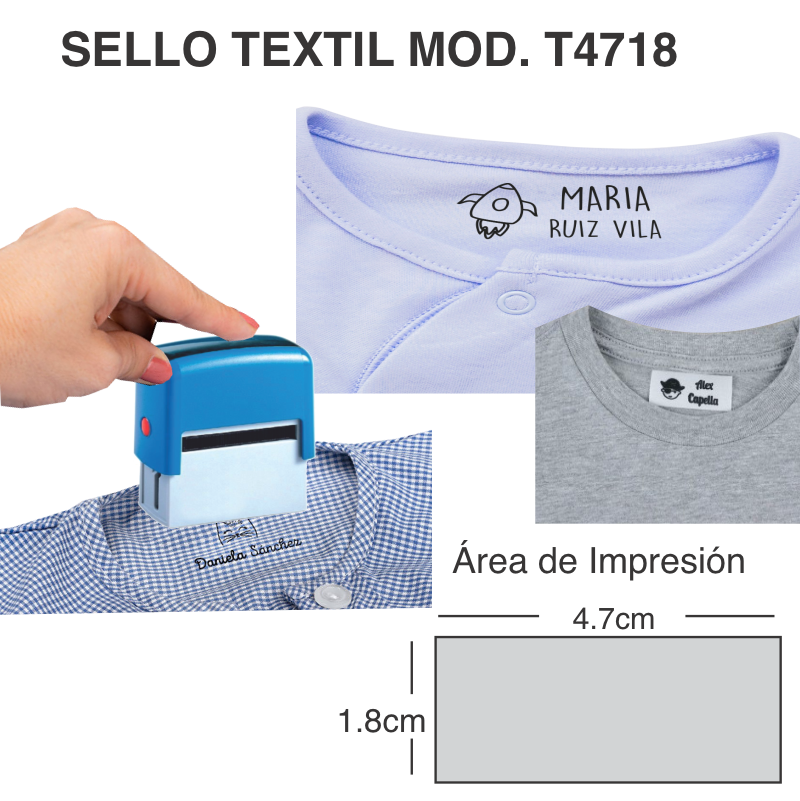 SELLO TEXTIL MOD. T4718
MARIA
RUIZ VILA
Alex
Capella
Daniela Sánchez
Área de Impresión
4.7cm
1.8cm